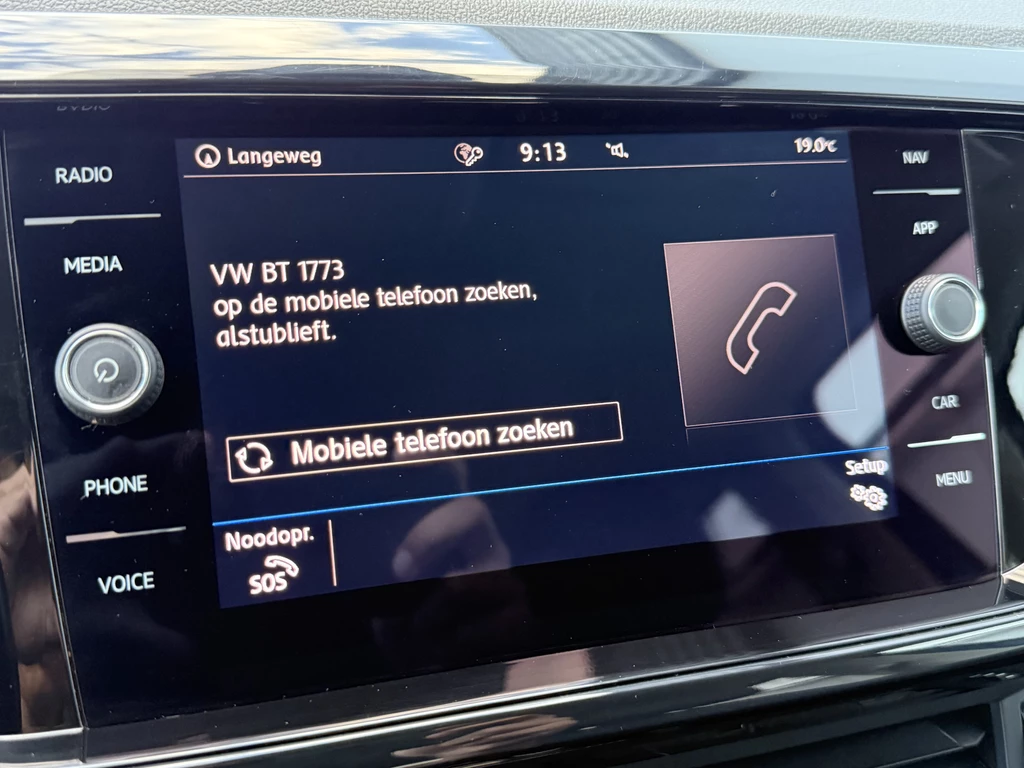 RADIO
MEDIA
PHONE
VOICE
Langeweg
9:13
19.0°C
VW BT 1773
op de mobiele telefoon zoeken,
alstublieft.
Mobiele telefoon zoeken
Setup
Noodopr.
SOS
NAV
APP
CAR
MENU